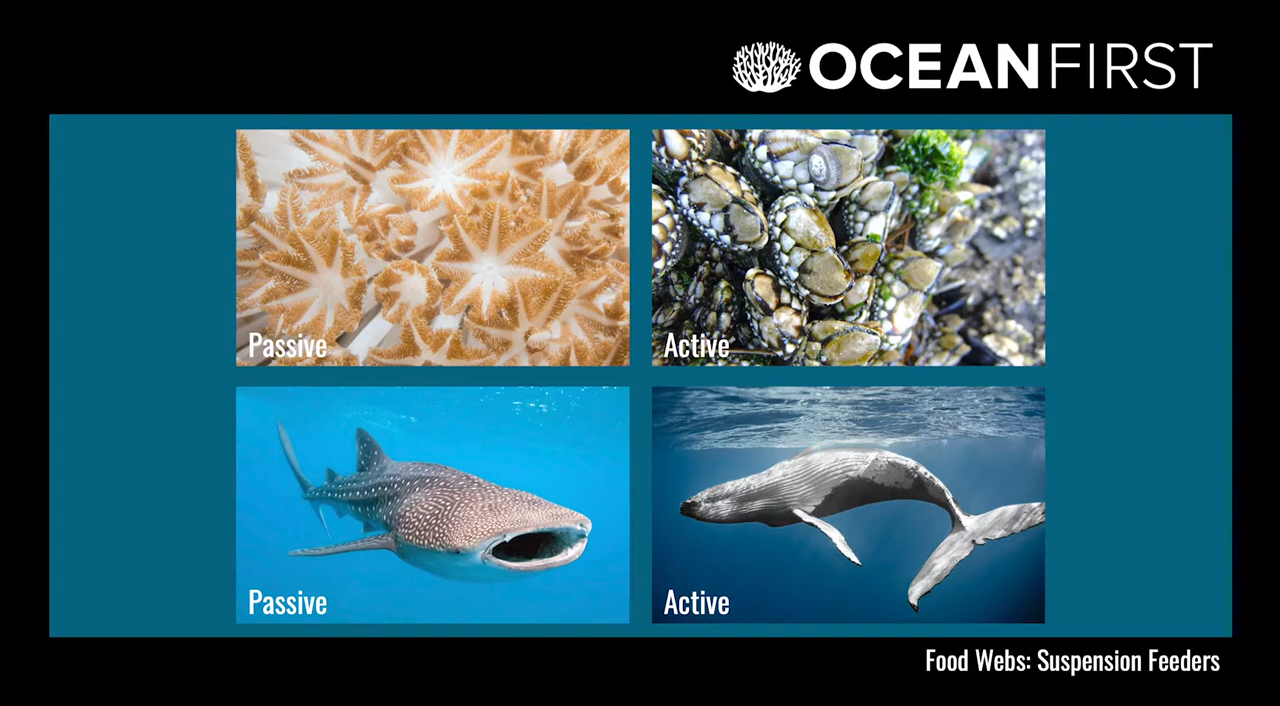 OCEANFIRST
Passive
Active
Passive
Active
Food Webs: Suspension Feeders